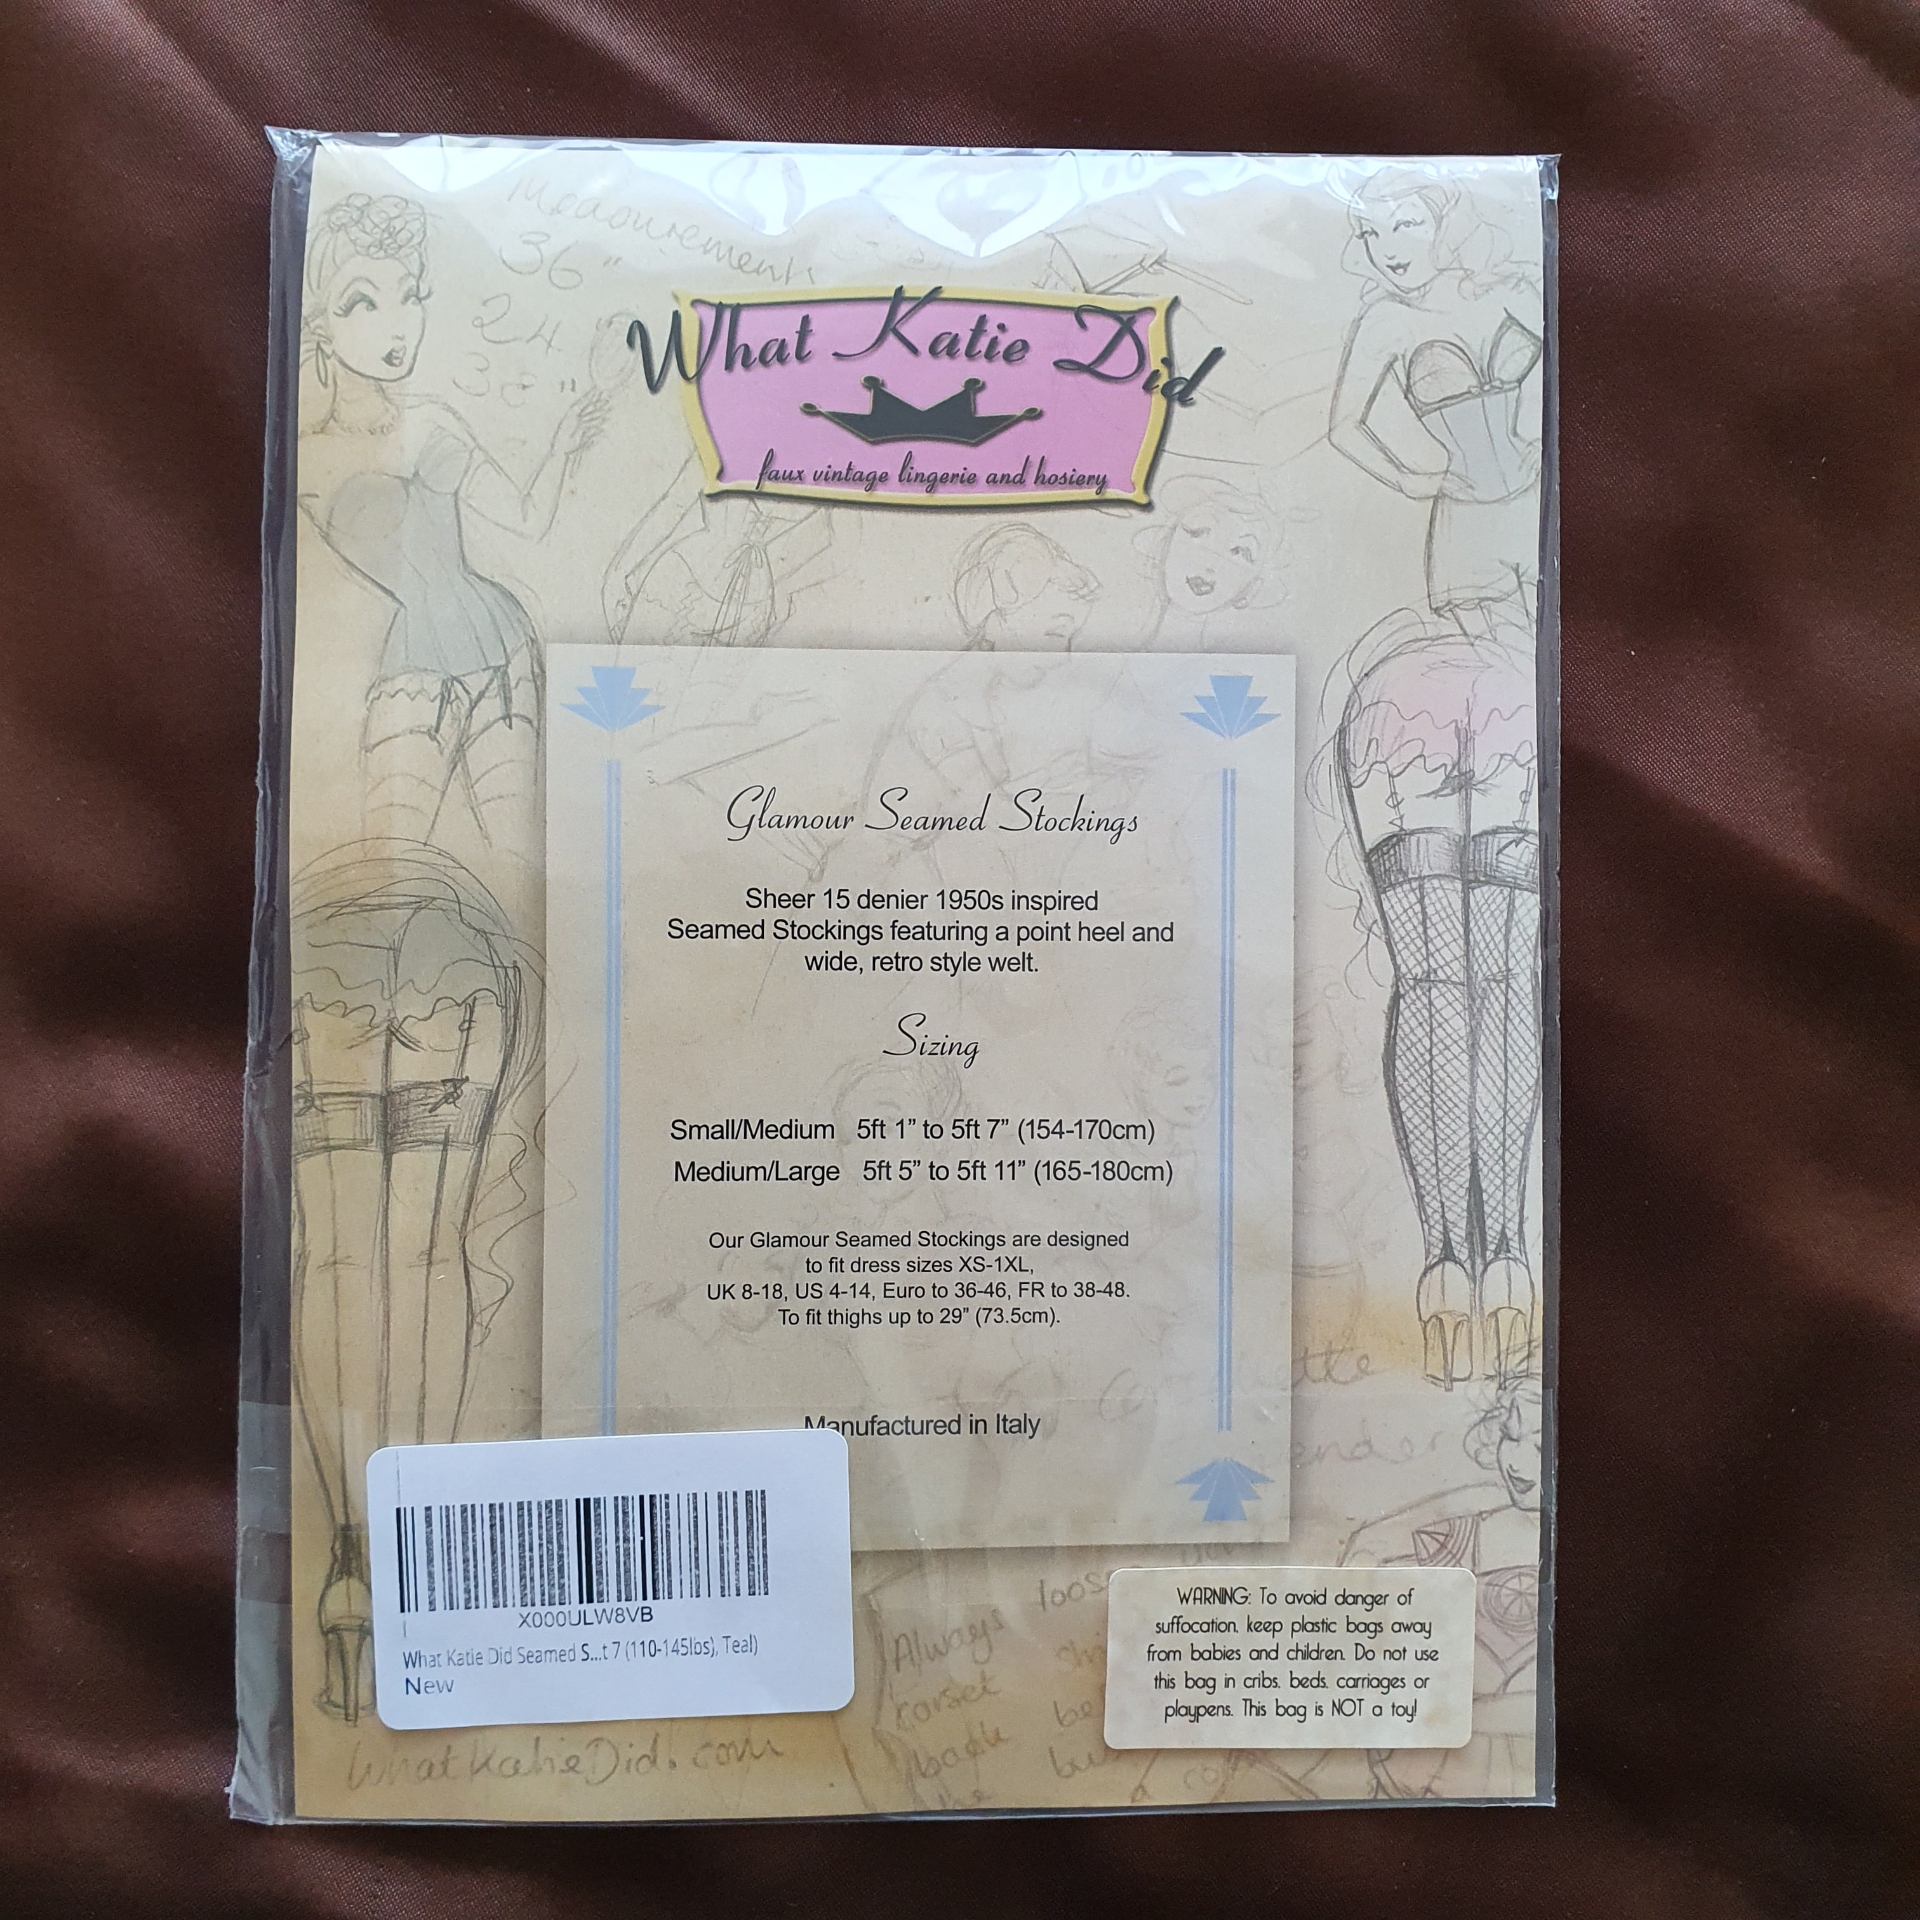 Measurements
36"
24
36"
What Katie Did
faux vintage lingerie and hosiery
Glamour Seamed Stockings
Sheer 15 denier 1950s inspired
Seamed Stockings featuring a point heel and
wide, retro style welt.
Sizing
Small/Medium 5ft 1” to 5ft 7” (154-170cm)
Medium/Large 5ft 5” to 5ft 11” (165-180cm)
Our Glamour Seamed Stockings are designed
to fit dress sizes XS-1XL,
UK 8-18, US 4-14, Euro to 36-46, FR to 38-48.
To fit thighs up to 29” (73.5cm).
Manufactured in Italy
X000ULW8VB
What Katie Did Seamed S...t 7 (110-145lbs), Teal)
New
WARNING: To avoid danger of
suffocation, keep plastic bags away
from babies and children. Do not use
this bag in cribs, beds, carriages or
playpens. This bag is NOT a toy!
Always
corset
back
WhatKatieDid.com